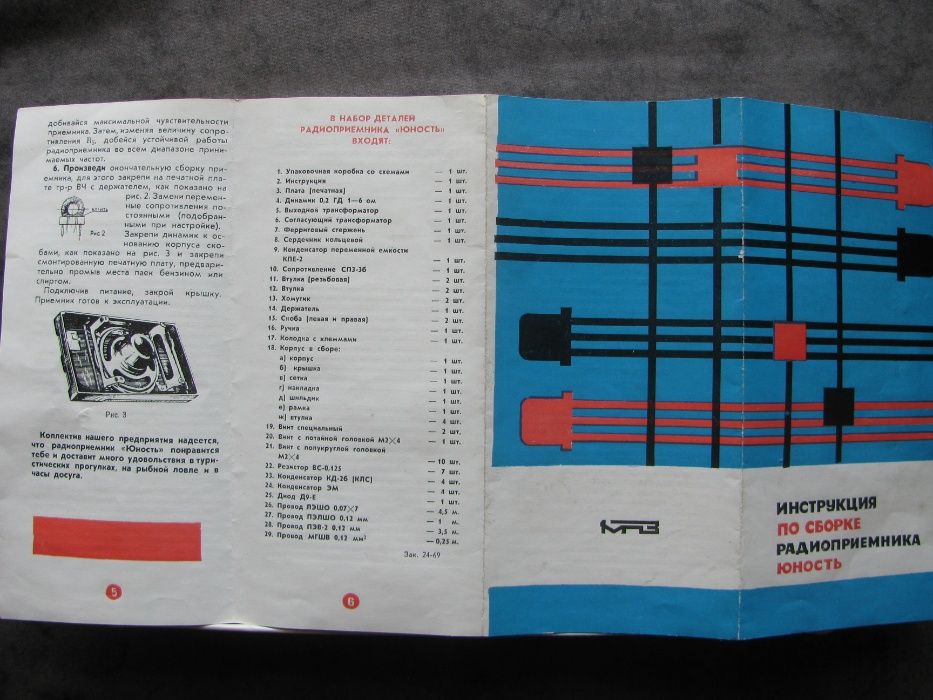 добивайся максимальной чувствительности
приемника. Затем, изменяя величину сопро-
тивления R5, добейся устойчивой работы
радиоприемника во всем диапазоне прини-
маемых частот.
6. Произведи окончательную сборку при-
емника, для этого закрепи на печатной пла-
те тр-р ВЧ с держателем, как показано на
рис. 2. Замени перемен-
ные сопротивления по-
стоянными (подобран-
ными при настройке).
Закрепи динамик к ос-
нованию корпуса ско-
бами, как показано на рис. 3 и закрепи
смонтированную печатную плату, предвари-
тельно промыв места паек бензином или
спиртом.
Подключив питание, закрой крышку.
Приемник готов к эксплуатации.
Рис 2
Рис. 3
Коллектив нашего предприятия надеется,
что радиоприемник «Юность» понравится
тебе и доставит много удовольствия в тури-
стических прогулках, на рыбной ловле и в
часы досуга.
5
В НАБОР ДЕТАЛЕЙ
РАДИОПРИЕМНИКА «ЮНОСТЬ»
ВХОДЯТ:
1. Упаковочная коробка со схемами — 1 шт.
2. Инструкция — 1 шт.
3. Плата (печатная) — 1 шт.
4. Динамик 0,2 ГД 1—6 ом — 1 шт.
5. Выходной трансформатор — 1 шт.
6. Согласующий трансформатор — 1 шт.
7. Ферритовый стержень — 1 шт.
8. Сердечник кольцевой — 1 шт.
9. Конденсатор переменной емкости
КПЕ-2 — 1 шт.
10. Сопротивление СП3-3б — 1 шт.
11. Втулка (резьбовая) — 2 шт.
12. Втулка — 2 шт.
13. Хомутик — 2 шт.
14. Держатель — 1 шт.
15. Скоба (левая и правая) — 2 шт.
16. Ручка — 1 шт.
17. Колодка с клеммами — 1 шт.
18. Корпус в сборе:
а) корпус — 1 шт.
б) крышка — 1 шт.
в) сетка — 1 шт.
г) накладка — 1 шт.
д) шильдик — 1 шт.
е) рамка — 1 шт.
ж) втулка — 4 шт.
19. Винт специальный — 2 шт.
20. Винт с потайной головкой М2×4 — 1 шт.
21. Винт с полукруглой головкой
М2×4 — 10 шт.
22. Резистор ВС-0,125 — 7 шт.
23. Конденсатор КД-2б (КЛС) — 4 шт.
24. Конденсатор ЭМ — 4 шт.
25. Диод Д9-Е — 1 шт.
26. Провод ЛЭШО 0,07×7 — 4,5 м.
27. Провод ПЭЛШО 0,12 мм — 1 м.
28. Провод ПЭВ-2 0,12 мм — 3,5 м.
29. Провод МГШВ 0,12 мм² — 0,25 м.
Зак. 24-69
6
МПЗ
ИНСТРУКЦИЯ
ПО СБОРКЕ
РАДИОПРИЕМНИКА
ЮНОСТЬ